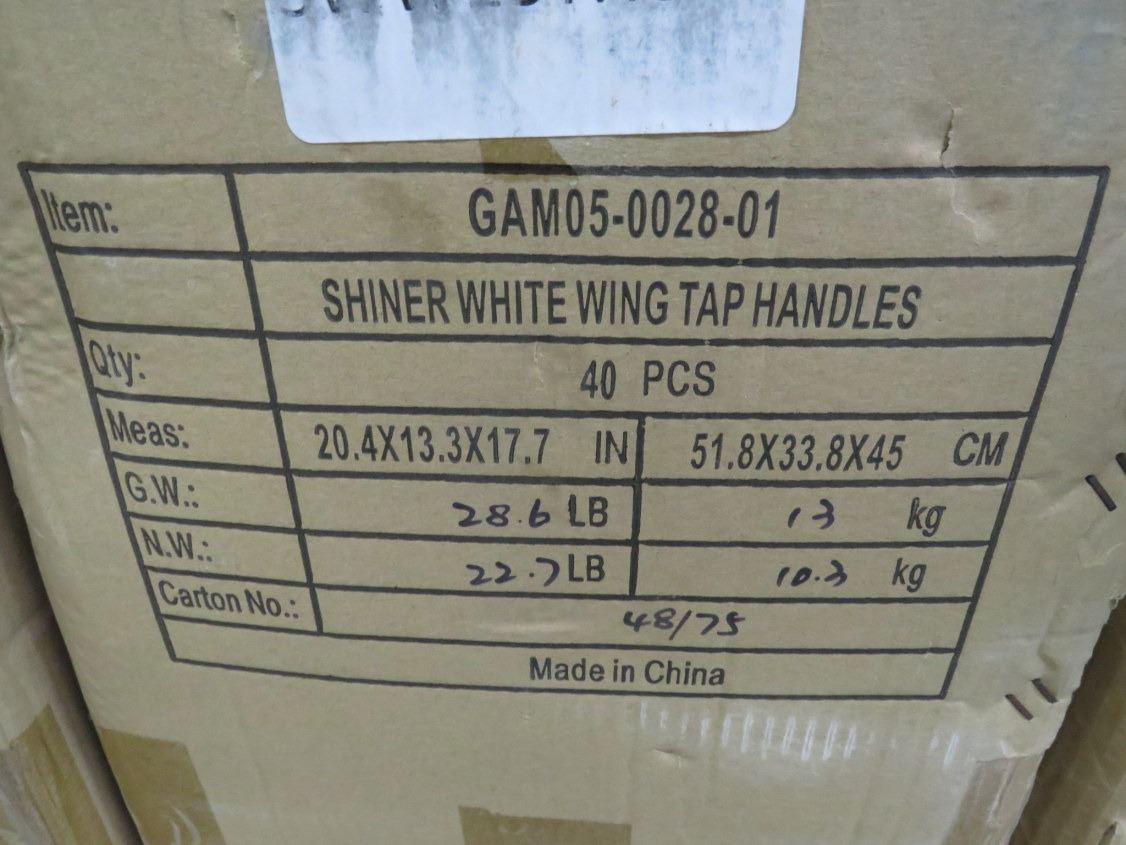 Item: GAM05-0028-01
SHINER WHITE WING TAP HANDLES
Qty: 40 PCS
Meas: 20.4X13.3X17.7 IN 51.8X33.8X45 CM
G.W.: 28.6 LB 13 kg
N.W.: 22.7 LB 10.3 kg
Carton No.: 48/75
Made in China